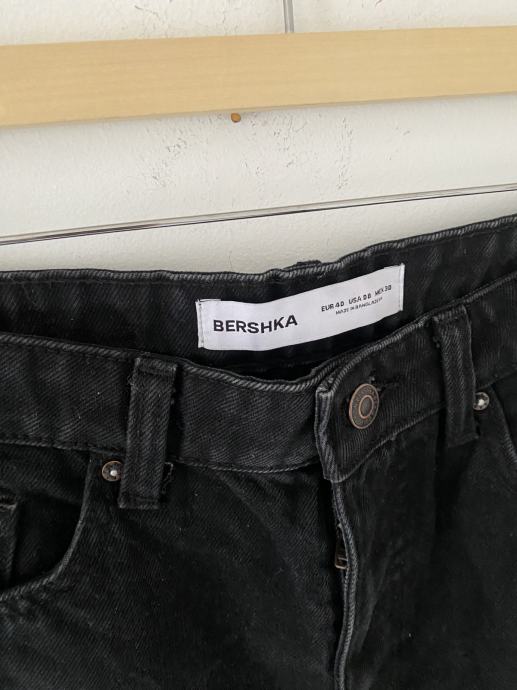 BERSHKA
EUR 40 USA 08 MEX 30
MADE IN BANGLADESH